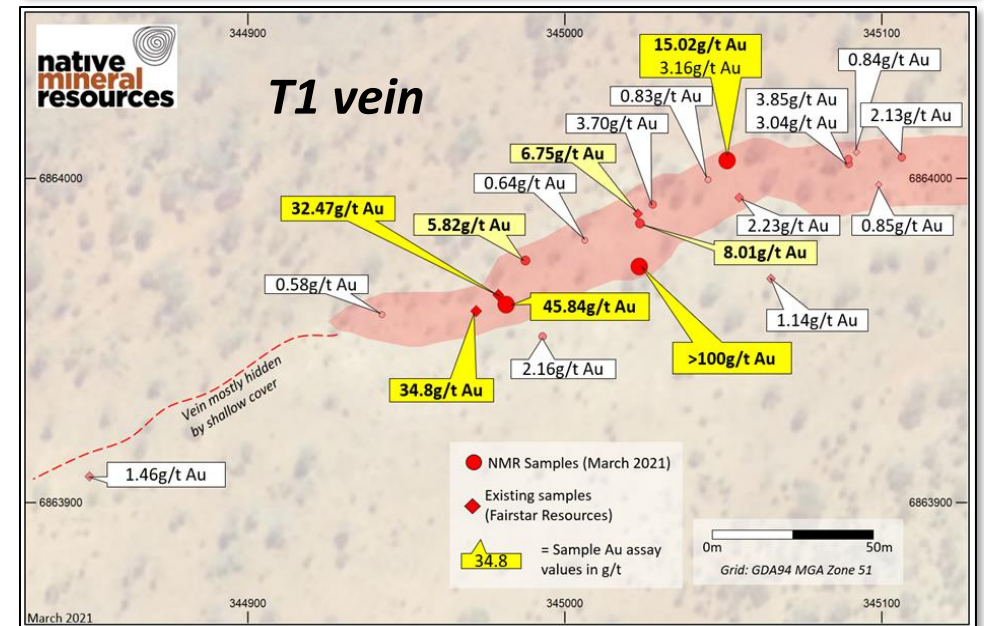 native
mineral
resources
T1 vein
344900
345000
345100
15.02g/t Au
3.16g/t Au
0.84g/t Au
0.83g/t Au
3.85g/t Au
3.04g/t Au
2.13g/t Au
3.70g/t Au
6.75g/t Au
6864000
6864000
0.64g/t Au
32.47g/t Au
5.82g/t Au
2.23g/t Au
0.85g/t Au
8.01g/t Au
0.58g/t Au
45.84g/t Au
1.14g/t Au
>100g/t Au
2.16g/t Au
34.8g/t Au
Vein mostly hidden
by shallow cover
1.46g/t Au
NMR Samples (March 2021)
Existing samples
(Fairstar Resources)
34.8
= Sample Au assay
values in g/t
6863900
6863900
0m
50m
Grid: GDA94 MGA Zone 51
344900
345000
345100
March 2021